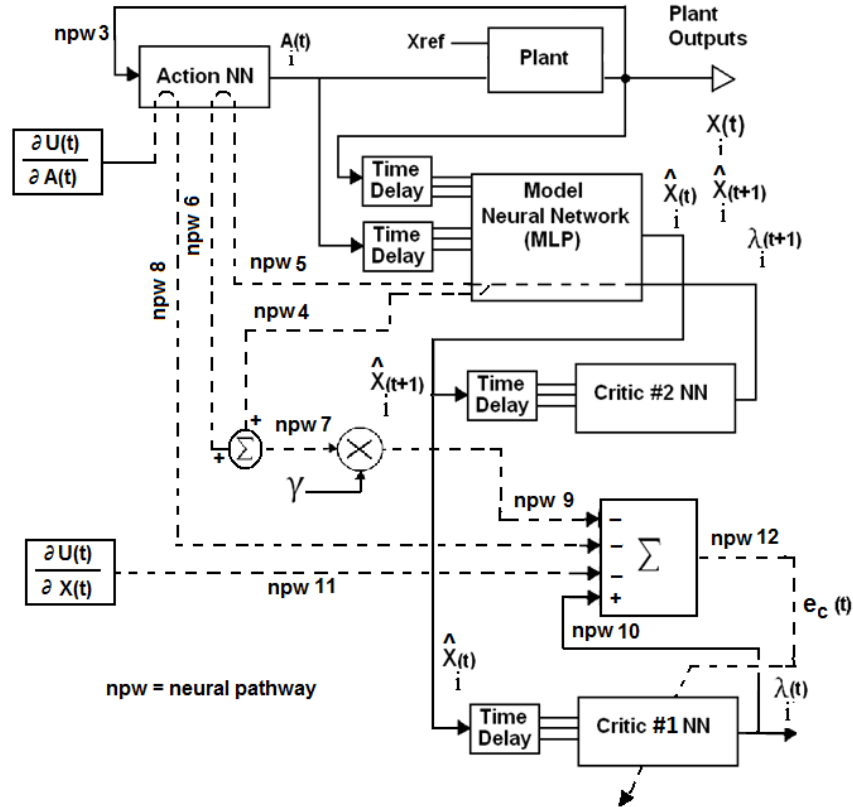 npw 3
Action NN
A(t)
i
Xref
Plant
Plant
Outputs
X(t)
i
∂ U(t)
∂ A(t)
Time
Delay
Time
Delay
Model
Neural Network
(MLP)
^
X(t)
i
^
X(t+1)
i
λ(t+1)
i
npw 6
npw 8
npw 5
npw 4
^
X(t+1)
i
Time
Delay
Critic #2 NN
+
+
Σ
npw 7
X
γ
npw 9
∂ U(t)
∂ X(t)
npw 11
−
−
−
+
Σ
npw 12
npw 10
e c (t)
^
X(t)
i
npw = neural pathway
Time
Delay
Critic #1 NN
λ(t)
i